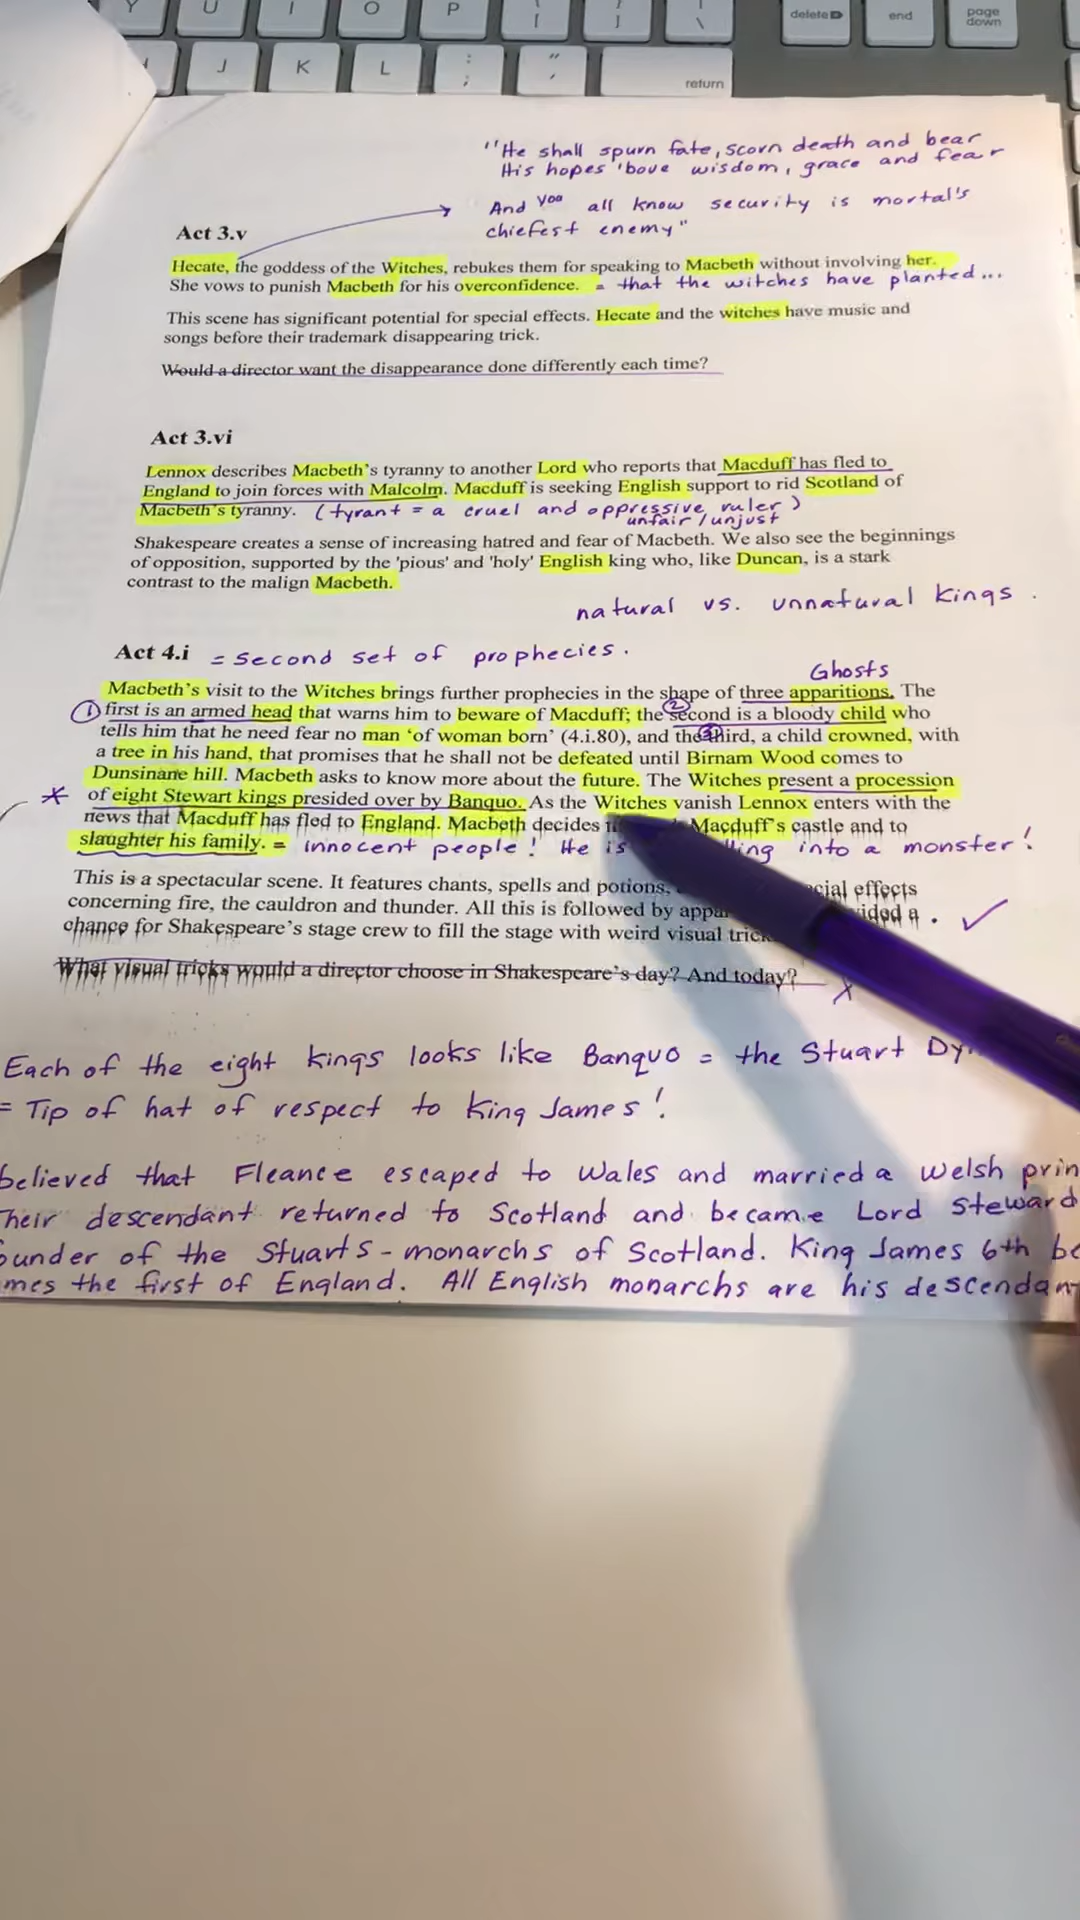 Y U I O P { [ } ] | \ delete end page down
J K L : ; " ' return
"He shall spurn fate, scorn death and bear
His hopes 'bove wisdom, grace and fear
And you all know security is mortal's
chiefest enemy"
Act 3.v
Hecate, the goddess of the Witches, rebukes them for speaking to Macbeth without involving her.
She vows to punish Macbeth for his overconfidence. = that the witches have planted...
This scene has significant potential for special effects. Hecate and the witches have music and
songs before their trademark disappearing trick.
Would a director want the disappearance done differently each time?
Act 3.vi
Lennox describes Macbeth's tyranny to another Lord who reports that Macduff has fled to
England to join forces with Malcolm. Macduff is seeking English support to rid Scotland of
Macbeth's tyranny. (tyrant = a cruel and oppressive ruler)
unfair/unjust
Shakespeare creates a sense of increasing hatred and fear of Macbeth. We also see the beginnings
of opposition, supported by the 'pious' and 'holy' English king who, like Duncan, is a stark
contrast to the malign Macbeth.
natural vs. unnatural kings.
Act 4.i = second set of prophecies.
Ghosts
Macbeth's visit to the Witches brings further prophecies in the shape of three apparitions. The
① first is an armed head that warns him to beware of Macduff; the ② second is a bloody child who
tells him that he need fear no man 'of woman born' (4.i.80), and the ③ third, a child crowned, with
a tree in his hand, that promises that he shall not be defeated until Birnam Wood comes to
Dunsinane hill. Macbeth asks to know more about the future. The Witches present a procession
* of eight Stewart kings presided over by Banquo. As the Witches vanish Lennox enters with the
news that Macduff has fled to England. Macbeth decides Macduff's castle and to
slaughter his family. = innocent people! He is into a monster!
This is a spectacular scene. It features chants, spells and potions, effects
concerning fire, the cauldron and thunder. All this is followed by a .
chance for Shakespeare's stage crew to fill the stage with weird visual
What visual tricks would a director choose in Shakespeare's day? And today? x
Each of the eight kings looks like Banquo = the Stuart
= Tip of hat of respect to King James!
believed that Fleance escaped to Wales and married a Welsh
Their descendant returned to Scotland and became Lord Steward
of the Stuarts - monarchs of Scotland. King James 6th
the first of England. All English monarchs are his